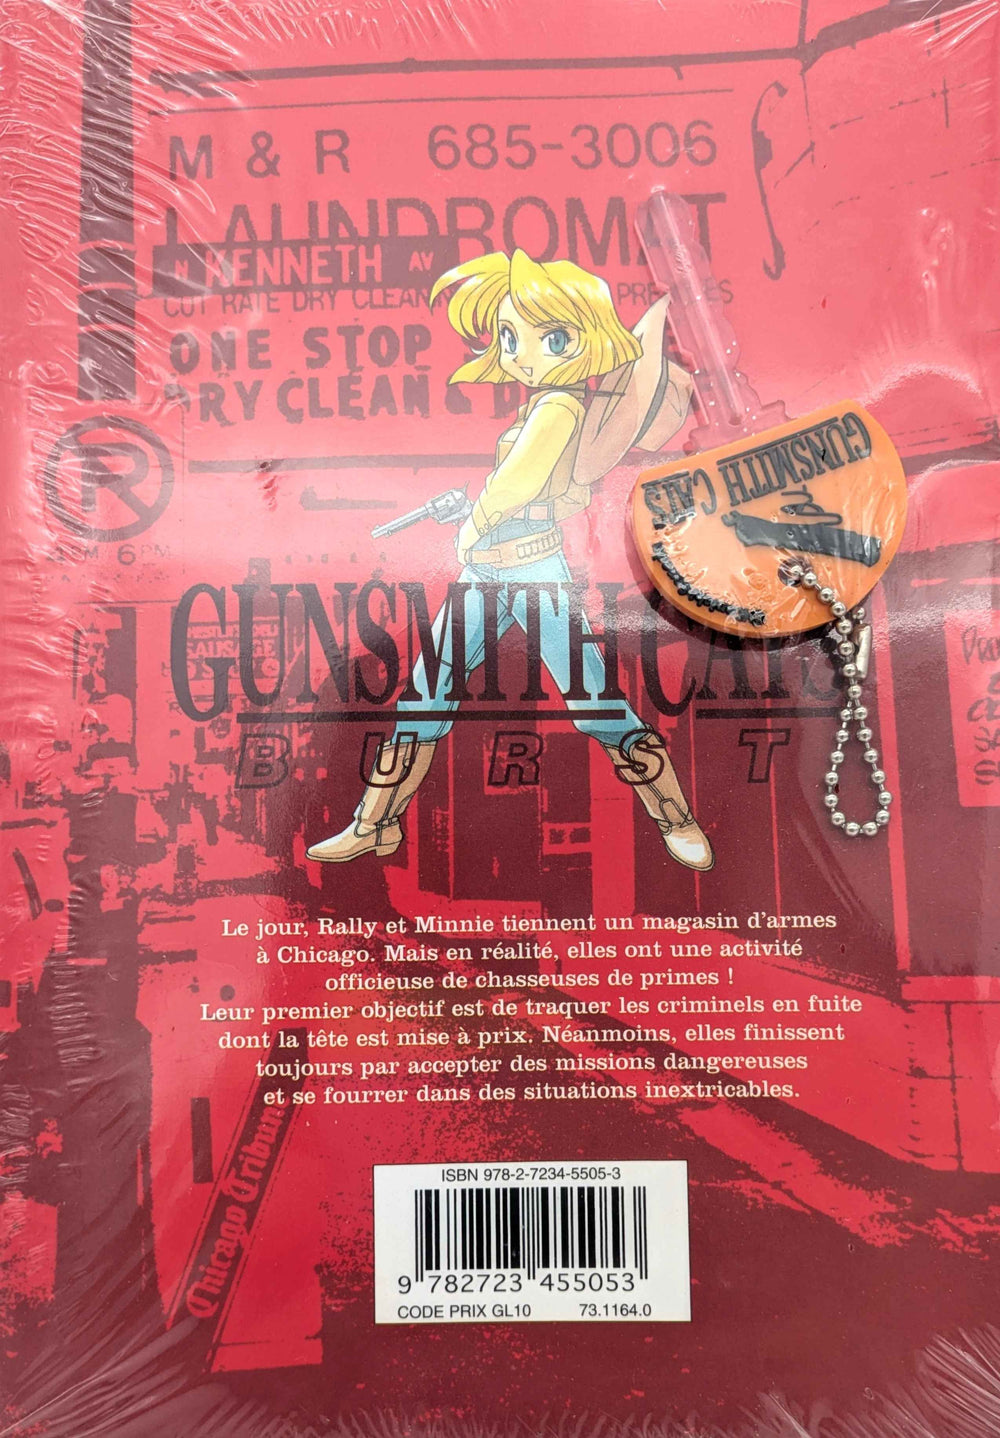 M & R 685-3006
LAUNDROMAT
N KENNETH AV
CUT RATE DRY
ONE STOP
DRY CLEAN &
GUNSMITH CATS
R
6PM
SAUSAGE
GUNSMITH CATS
BURST
Le jour, Rally et Minnie tiennent un magasin d'armes
à Chicago. Mais en réalité, elles ont une activité
officieuse de chasseuses de primes !
Leur premier objectif est de traquer les criminels en fuite
dont la tête est mise à prix. Néanmoins, elles finissent
toujours par accepter des missions dangereuses
et se fourrer dans des situations inextricables.
Chicago Tribune
ISBN 978-2-7234-5505-3
9 782723 455053
CODE PRIX GL10 73.1164.0